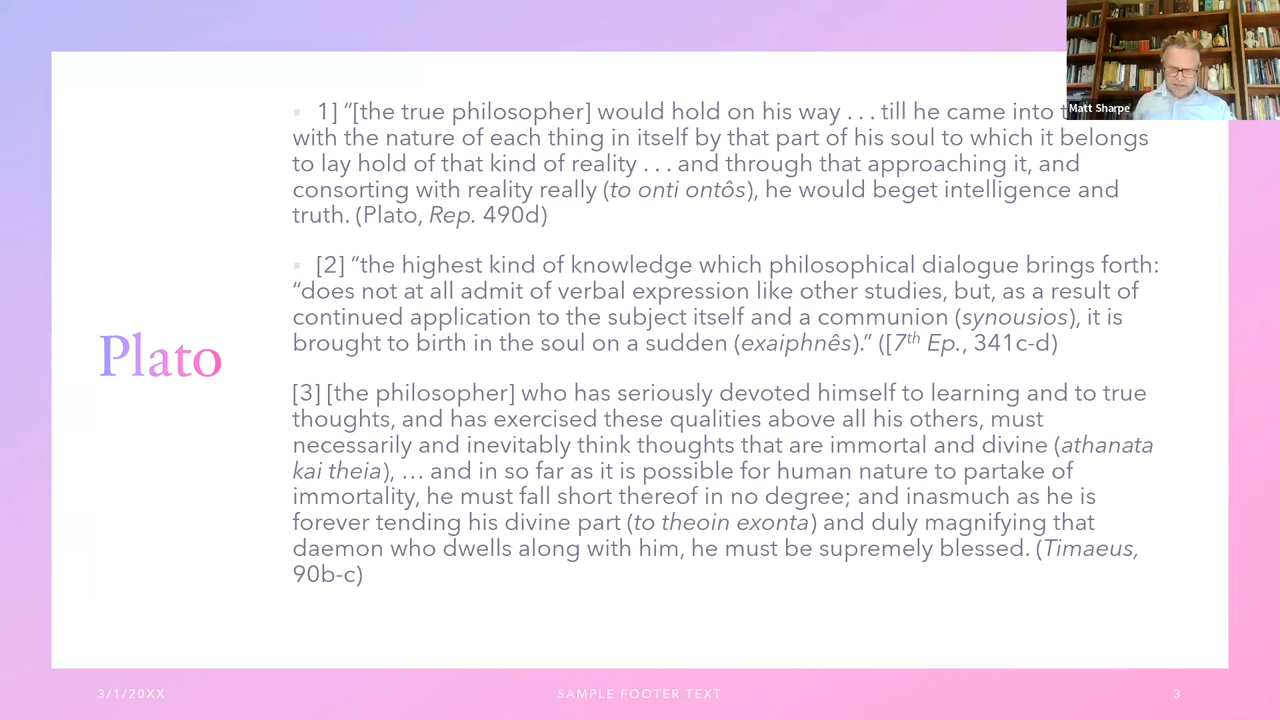 Matt Sharpe
1] “[the true philosopher] would hold on his way . . . till he came into
with the nature of each thing in itself by that part of his soul to which it belongs
to lay hold of that kind of reality . . . and through that approaching it, and
consorting with reality really (to onti ontôs), he would beget intelligence and
truth. (Plato, Rep. 490d)
[2] “the highest kind of knowledge which philosophical dialogue brings forth:
“does not at all admit of verbal expression like other studies, but, as a result of
continued application to the subject itself and a communion (synousios), it is
brought to birth in the soul on a sudden (exaiphnês).” ([7th Ep., 341c-d)
Plato
[3] [the philosopher] who has seriously devoted himself to learning and to true
thoughts, and has exercised these qualities above all his others, must
necessarily and inevitably think thoughts that are immortal and divine (athanata
kai theia), … and in so far as it is possible for human nature to partake of
immortality, he must fall short thereof in no degree; and inasmuch as he is
forever tending his divine part (to theoin exonta) and duly magnifying that
daemon who dwells along with him, he must be supremely blessed. (Timaeus,
90b-c)
3/1/20XX
SAMPLE FOOTER TEXT
3